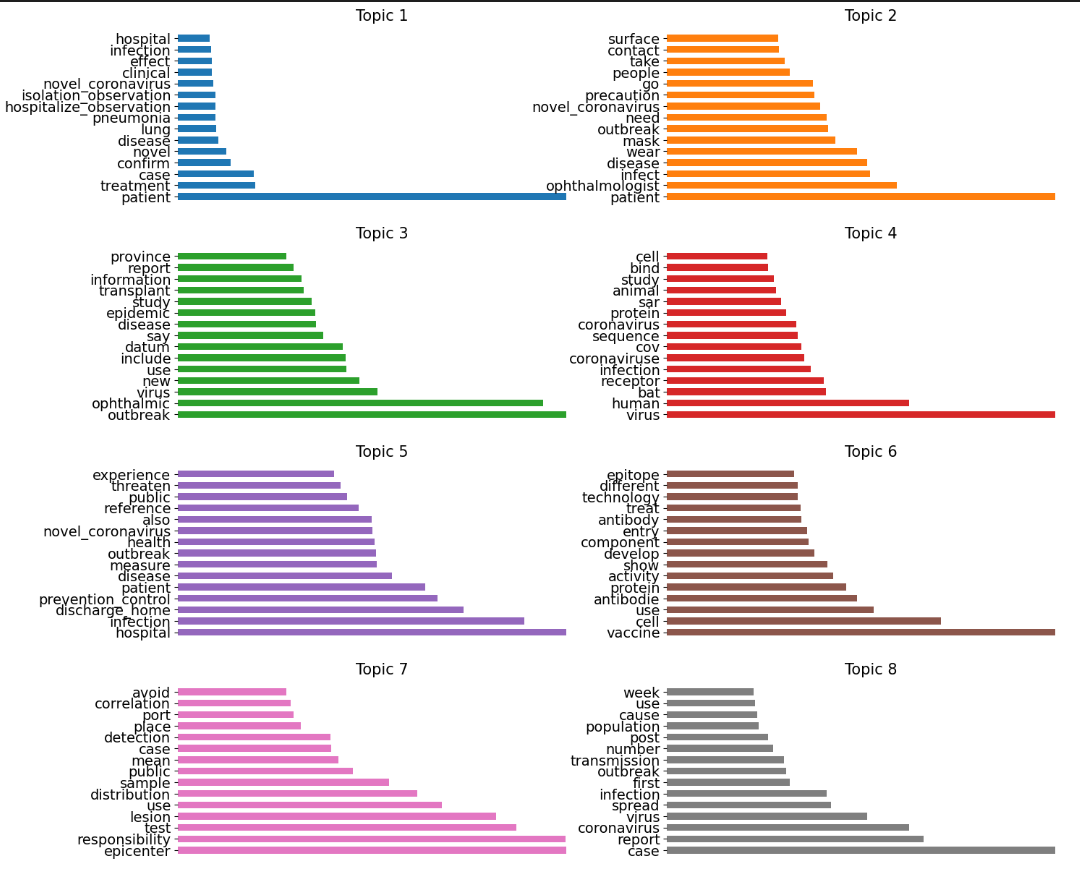 Topic 1
hospital
infection
effect
clinical
novel_coronavirus
isolation_observation
hospitalize_observation
pneumonia
lung
disease
novel
confirm
case
treatment
patient
Topic 2
surface
contact
take
people
go
precaution
novel_coronavirus
need
outbreak
mask
wear
disease
infect
ophthalmologist
patient
Topic 3
province
report
information
transplant
study
epidemic
disease
say
datum
include
use
new
virus
ophthalmic
outbreak
Topic 4
cell
bind
study
animal
sar
protein
coronavirus
sequence
cov
coronaviruse
infection
receptor
bat
human
virus
Topic 5
experience
threaten
public
reference
also
novel_coronavirus
health
outbreak
measure
disease
patient
prevention_control
discharge_home
infection
hospital
Topic 6
epitope
different
technology
treat
antibody
entry
component
develop
show
activity
protein
antibodie
use
cell
vaccine
Topic 7
avoid
correlation
port
place
detection
case
mean
public
sample
distribution
use
lesion
test
responsibility
epicenter
Topic 8
week
use
cause
population
post
number
transmission
outbreak
first
infection
spread
virus
coronavirus
report
case